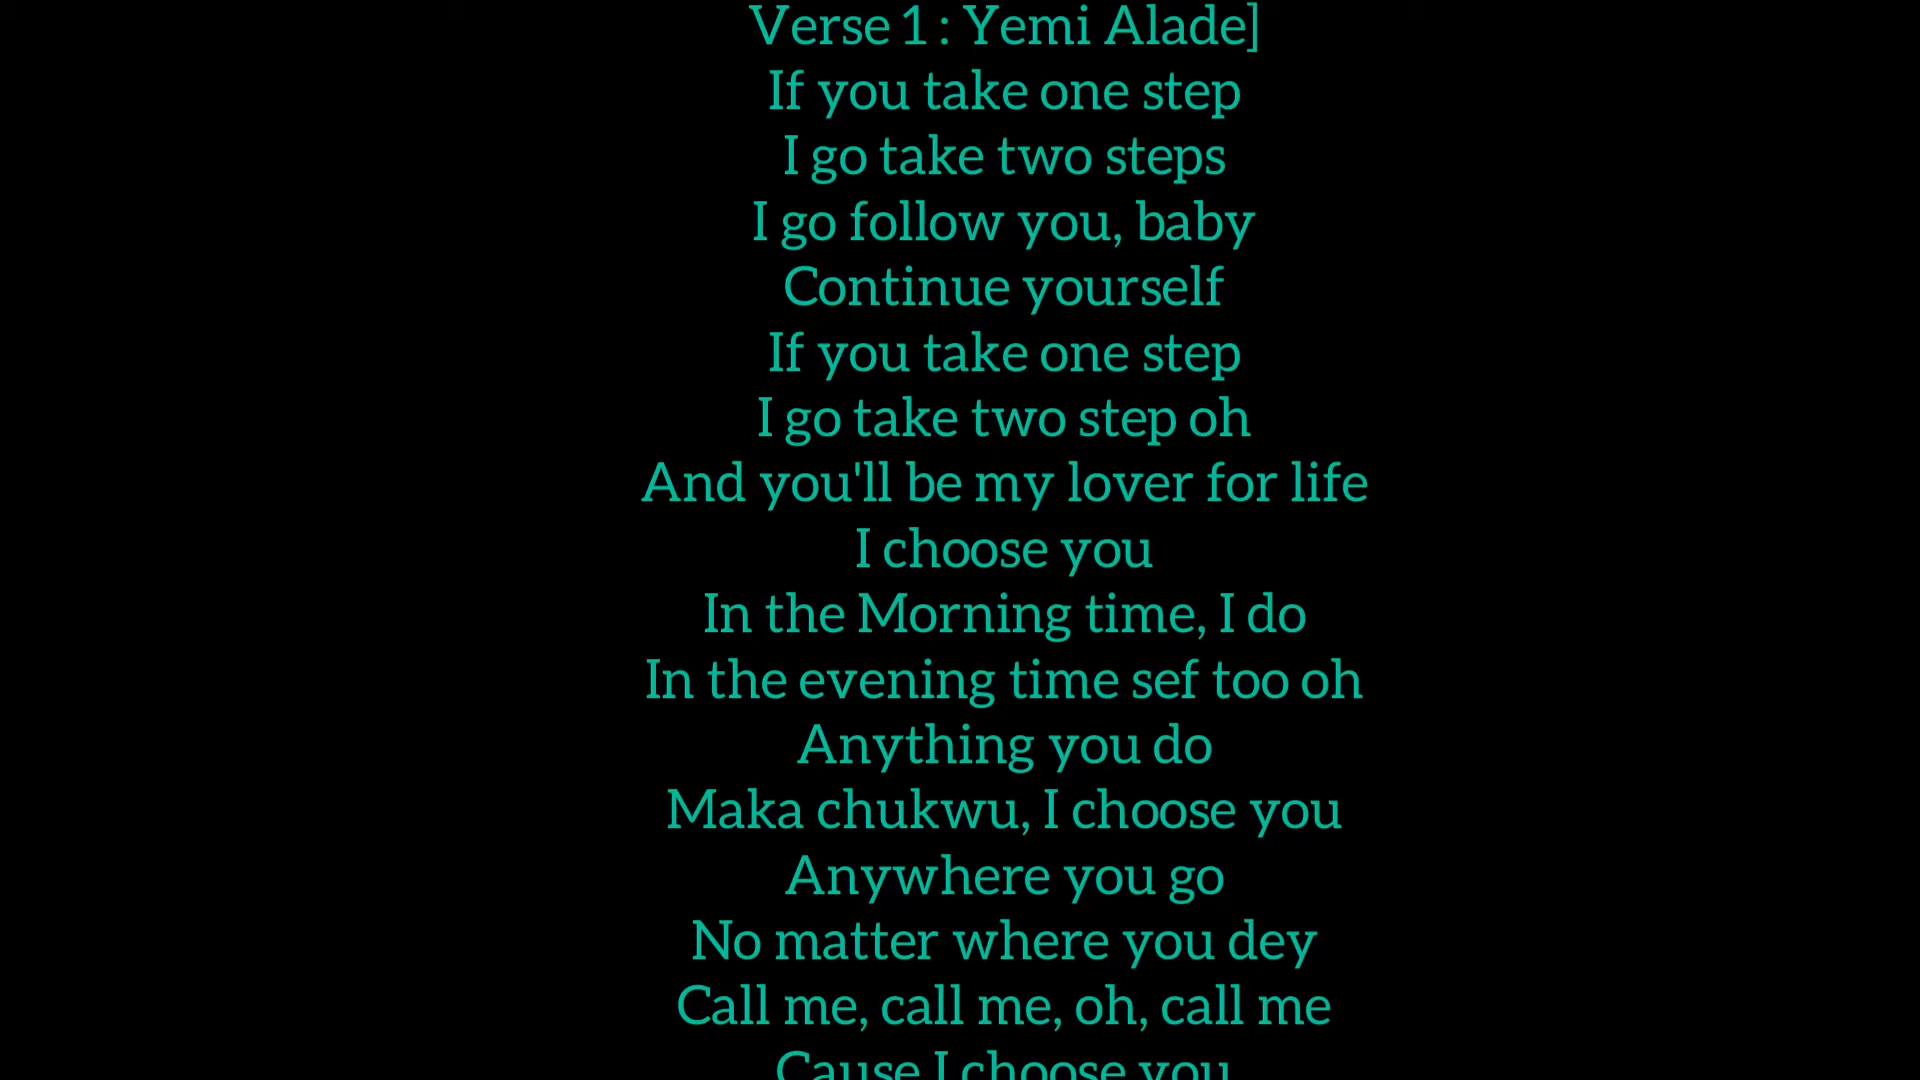 Verse 1 : Yemi Alade]
If you take one step
I go take two steps
I go follow you, baby
Continue yourself
If you take one step
I go take two step oh
And you'll be my lover for life
I choose you
In the Morning time, I do
In the evening time sef too oh
Anything you do
Maka chukwu, I choose you
Anywhere you go
No matter where you dey
Call me, call me, oh, call me
Cause I choose you